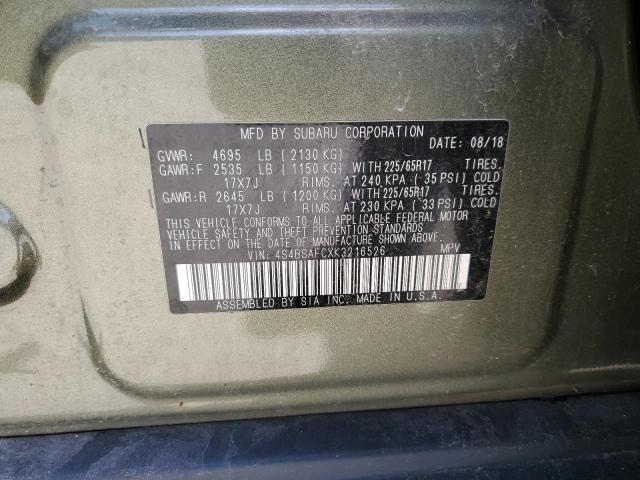 MFD BY SUBARU CORPORATION DATE: 08/18
GVWR: 4695 LB ( 2130 KG)
GAWR:F 2535 LB ( 1150 KG) WITH 225/65R17 TIRES.
17X7J RIMS. AT 240 KPA ( 35 PSI) COLD
GAWR:R 2645 LB ( 1200 KG) WITH 225/65R17 TIRES.
17X7J RIMS. AT 230 KPA ( 33 PSI) COLD
THIS VEHICLE CONFORMS TO ALL APPLICABLE FEDERAL MOTOR
VEHICLE SAFETY AND THEFT PREVENTION STANDARDS IN
EFFECT ON THE DATE OF MANUFACTURE SHOWN ABOVE.
VIN: 4S4BSAFCXK3216526 MPV
ASSEMBLED BY SIA INC. MADE IN U.S.A.